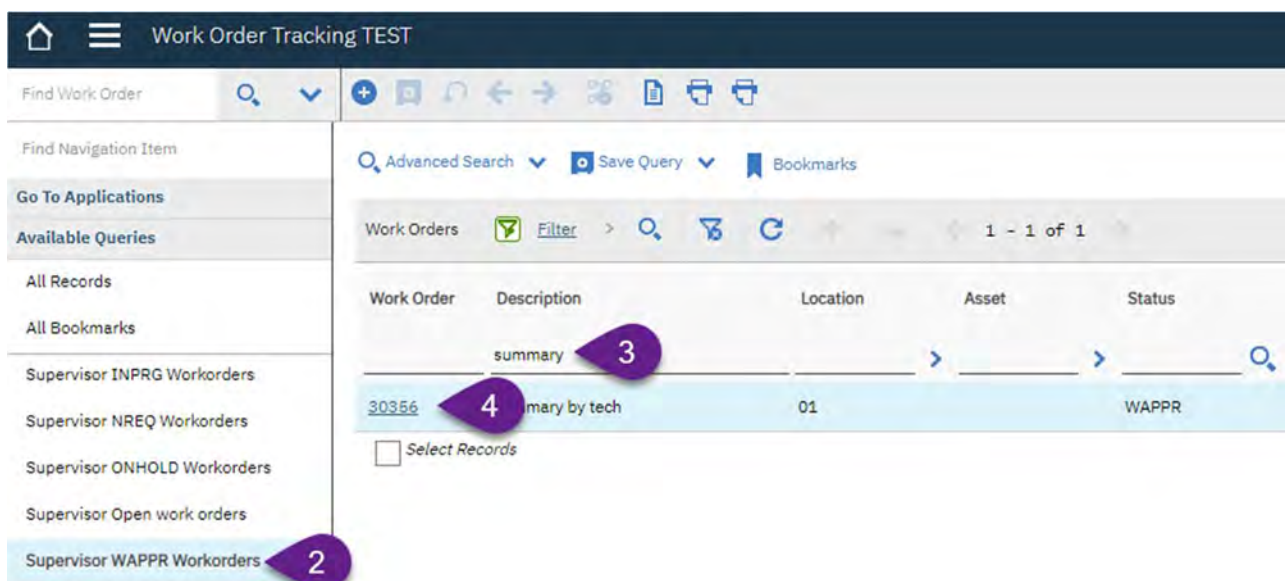 Work Order Tracking TEST
Find Work Order
Find Navigation Item
Go To Applications
Available Queries
All Records
All Bookmarks
Supervisor INPRG Workorders
Supervisor NREQ Workorders
Supervisor ONHOLD Workorders
Supervisor Open work orders
Supervisor WAPPR Workorders 2
Advanced Search Save Query Bookmarks
Work Orders Filter > 1 - 1 of 1
Work Order Description Location Asset Status
summary 3
30356 4 mary by tech 01 WAPPR
Select Records